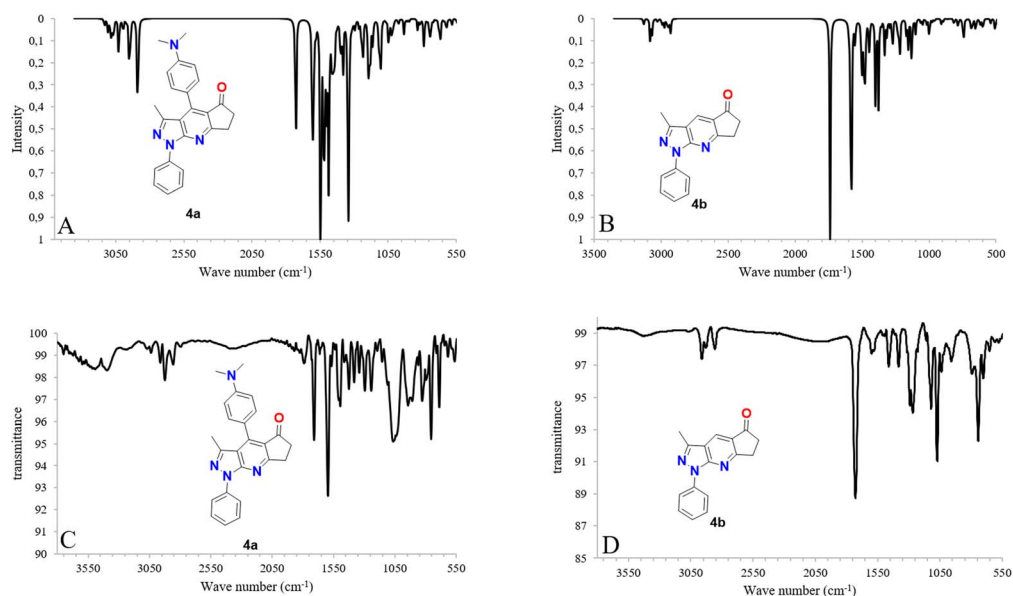 0
0,1
0,2
0,3
0,4
0,5
0,6
0,7
0,8
0,9
1
Intensity
N
O
N
N
N
4a
A
3050 2550 2050 1550 1050 550
Wave number (cm-1)
0
0,1
0,2
0,3
0,4
0,5
0,6
0,7
0,8
0,9
1
Intensity
O
N
N
N
4b
B
3500 3000 2500 2000 1500 1000 500
Wave number (cm-1)
100
99
98
97
96
95
94
93
92
91
90
transmittance
N
O
N
N
N
4a
C
3550 3050 2550 2050 1550 1050 550
Wave number (cm-1)
99
97
95
93
91
89
87
85
transmittance
O
N
N
N
4b
D
3550 3050 2550 2050 1550 1050 550
Wave number (cm-1)